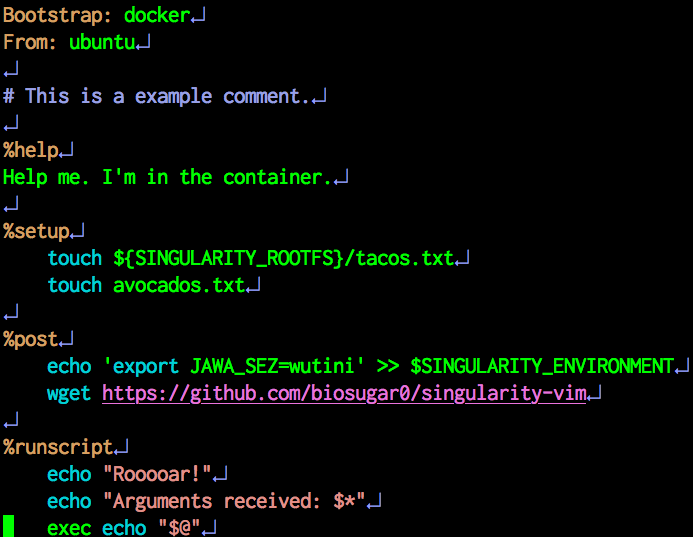 Bootstrap: docker
From: ubuntu

# This is a example comment.

%help
Help me. I'm in the container.

%setup
    touch ${SINGULARITY_ROOTFS}/tacos.txt
    touch avocados.txt

%post
    echo 'export JAWA_SEZ=wutini' >> $SINGULARITY_ENVIRONMENT
    wget https://github.com/biosugar0/singularity-vim

%runscript
    echo "Rooooar!"
    echo "Arguments received: $*"
    exec echo "$@"